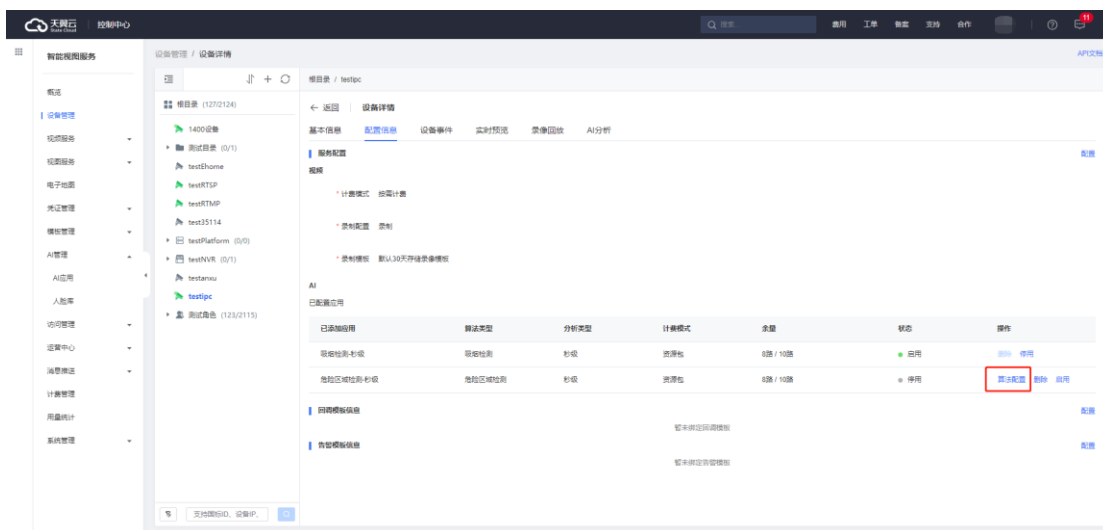 天翼云 State Cloud 控制中心 搜索... 费用 工单 备案 支持 合作 11
智能视图服务
概览
设备管理
视频服务
视图服务
电子地图
凭证管理
模板管理
AI管理
AI应用
人脸库
访问管理
运营中心
消息推送
计费管理
用量统计
系统管理
设备管理 / 设备详情 API文档
根目录 (127/2124)
1400设备
测试目录 (0/1)
testEhome
testRTSP
testRTMP
test35114
testPlatform (0/0)
testNVR (0/1)
testanxu
testipc
测试角色 (123/2115)
支持国标ID、设备IP、
根目录 / testipc
返回 设备详情
基本信息 配置信息 设备事件 实时预览 录像回放 AI分析
服务配置 配置
视频
* 计费模式 按需计费
* 录制配置 录制
* 录制模板 默认30天存储录像模板
AI
已配置应用
已添加应用 算法类型 分析类型 计费模式 余量 状态 操作
吸烟检测-秒级 吸烟检测 秒级 资源包 8路 / 10路 启用 删除 停用
危险区域检测-秒级 危险区域检测 秒级 资源包 8路 / 10路 停用 算法配置 删除 启用
回调模板信息 配置
暂未绑定回调模板
告警模板信息 配置
暂未绑定告警模板